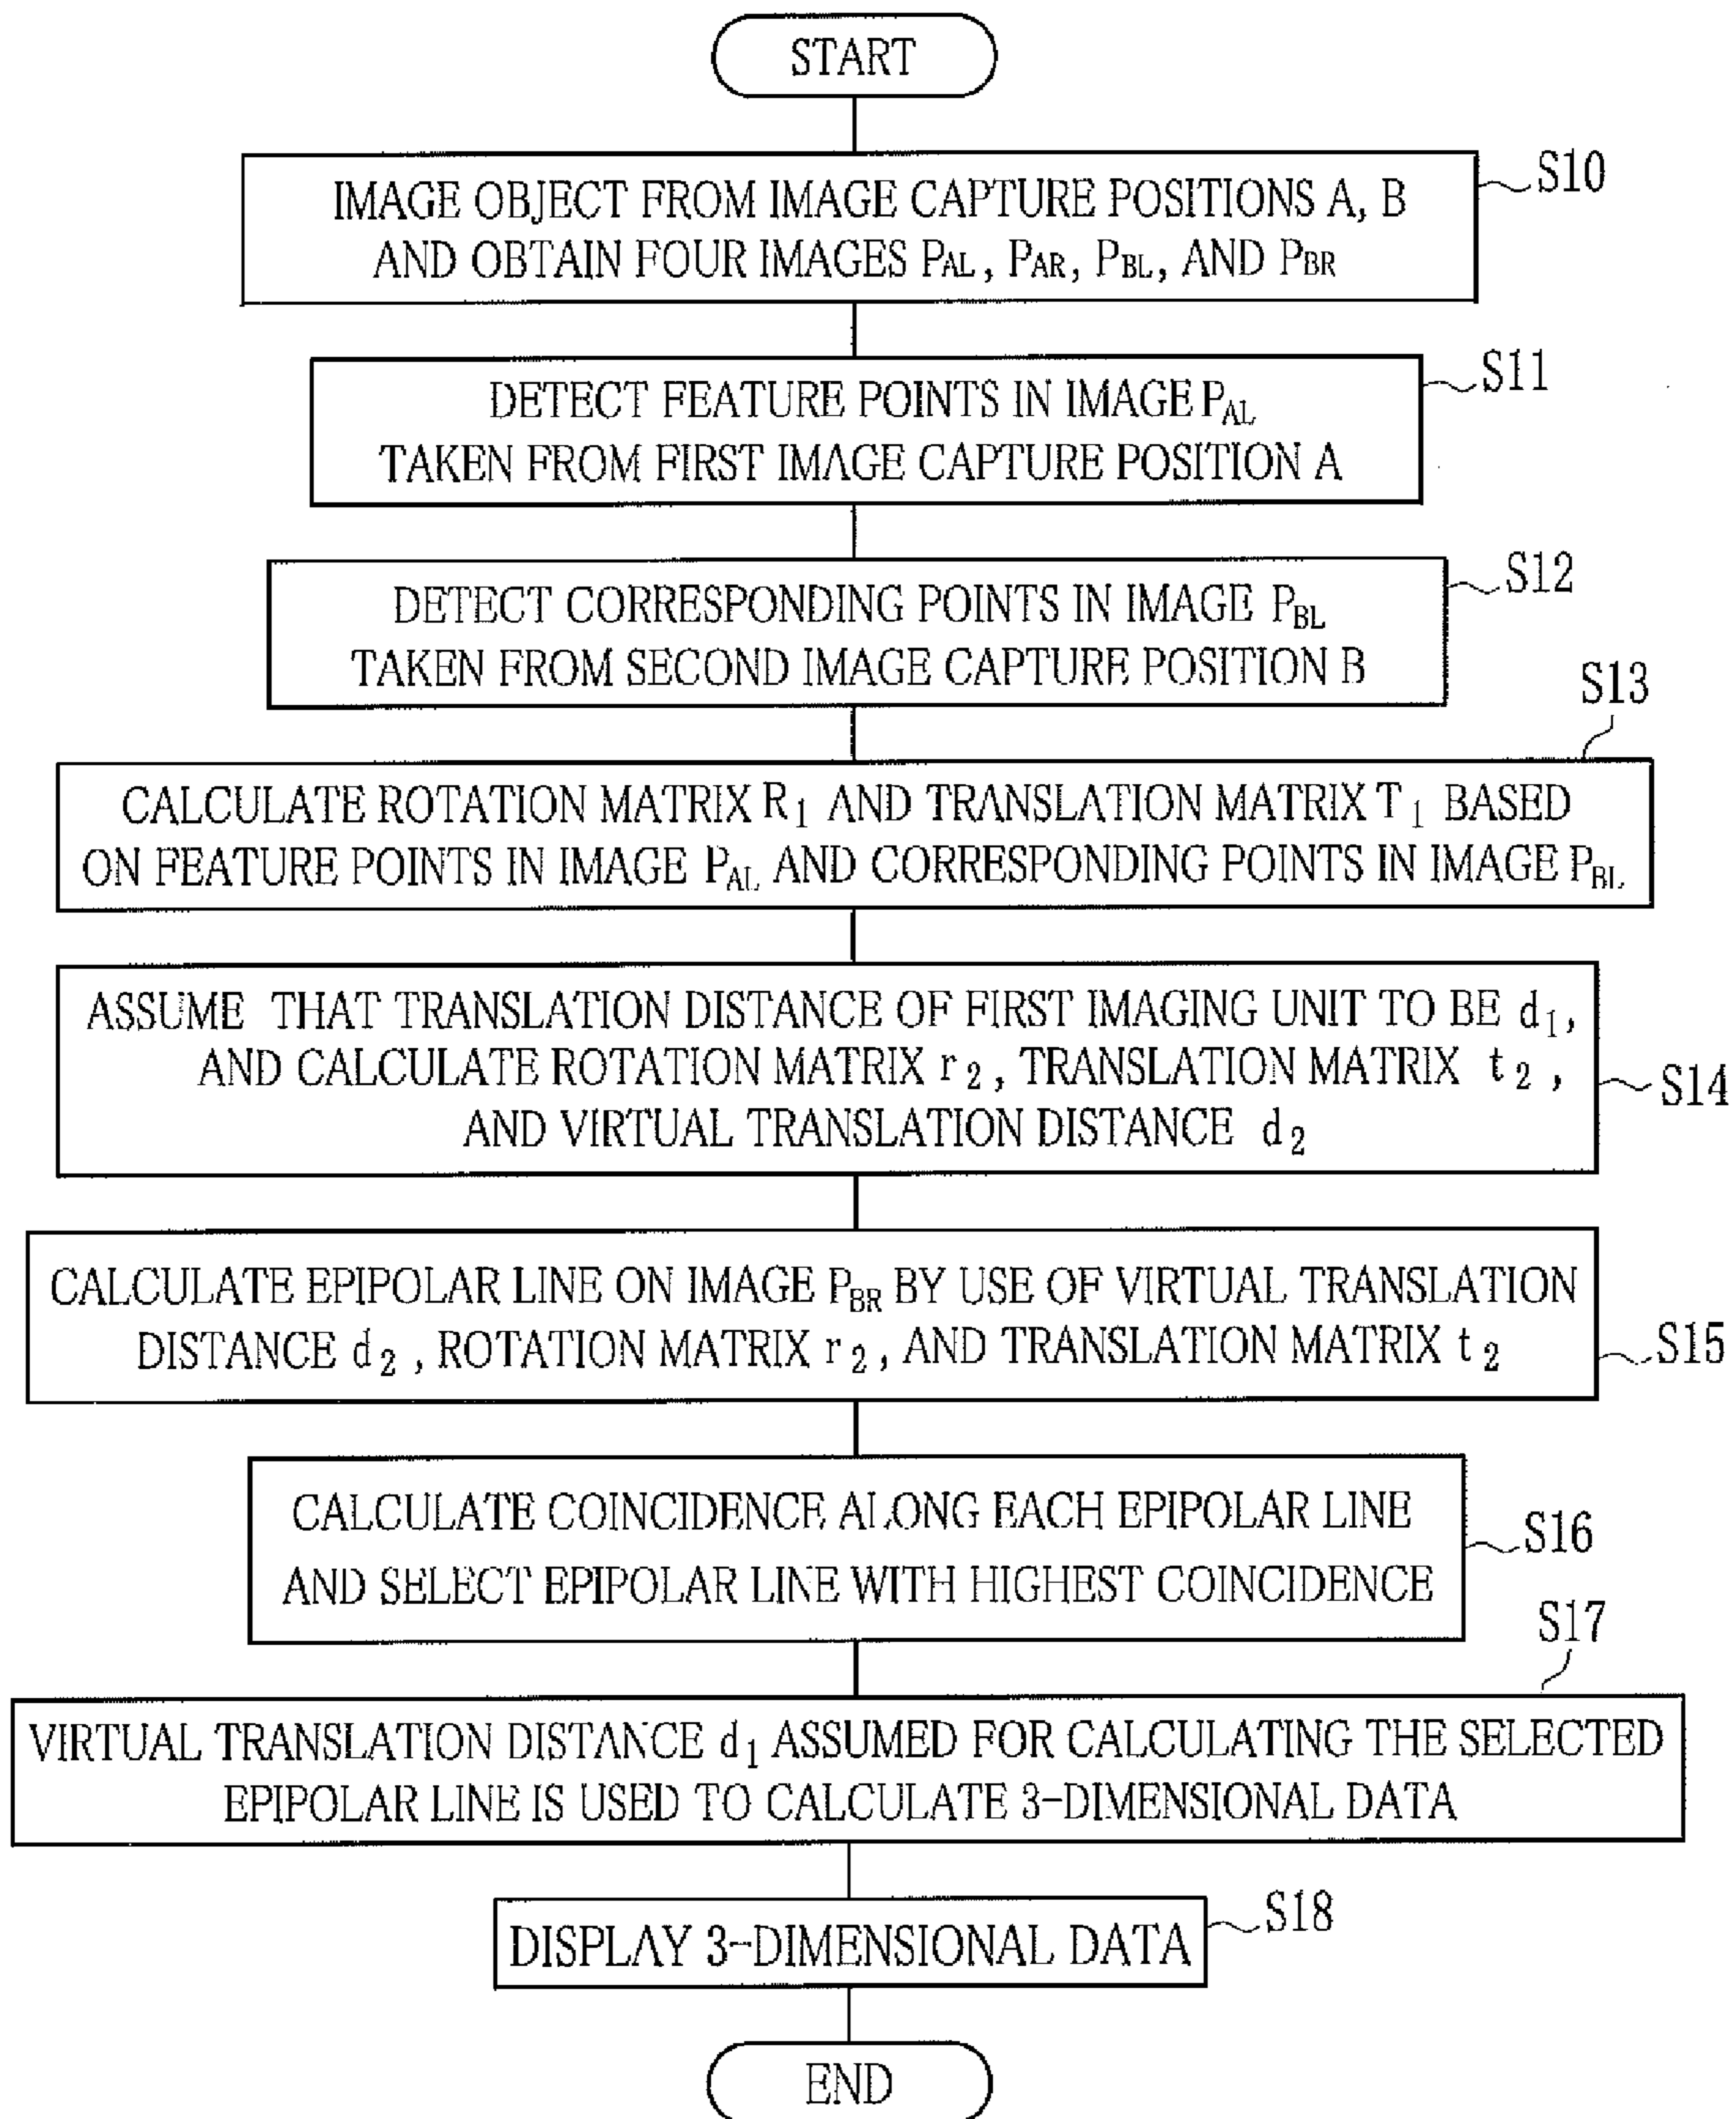 START
S10
IMAGE OBJECT FROM IMAGE CAPTURE POSITIONS A, B
AND OBTAIN FOUR IMAGES PAL, PAR, PBL, AND PBR
S11
DETECT FEATURE POINTS IN IMAGE PAL
TAKEN FROM FIRST IMAGE CAPTURE POSITION A
S12
DETECT CORRESPONDING POINTS IN IMAGE PBL
TAKEN FROM SECOND IMAGE CAPTURE POSITION B
S13
CALCULATE ROTATION MATRIX R1 AND TRANSLATION MATRIX T1 BASED
ON FEATURE POINTS IN IMAGE PAL AND CORRESPONDING POINTS IN IMAGE PBL
ASSUME THAT TRANSLATION DISTANCE OF FIRST IMAGING UNIT TO BE d1,
AND CALCULATE ROTATION MATRIX r2, TRANSLATION MATRIX t2,
AND VIRTUAL TRANSLATION DISTANCE d2
S14
CALCULATE EPIPOLAR LINE ON IMAGE PBR BY USE OF VIRTUAL TRANSLATION
DISTANCE d2, ROTATION MATRIX r2, AND TRANSLATION MATRIX t2
S15
CALCULATE COINCIDENCE ALONG EACH EPIPOLAR LINE
AND SELECT EPIPOLAR LINE WITH HIGHEST COINCIDENCE
S16
S17
VIRTUAL TRANSLATION DISTANCE d1 ASSUMED FOR CALCULATING THE SELECTED
EPIPOLAR LINE IS USED TO CALCULATE 3-DIMENSIONAL DATA
S18
DISPLAY 3-DIMENSIONAL DATA
END